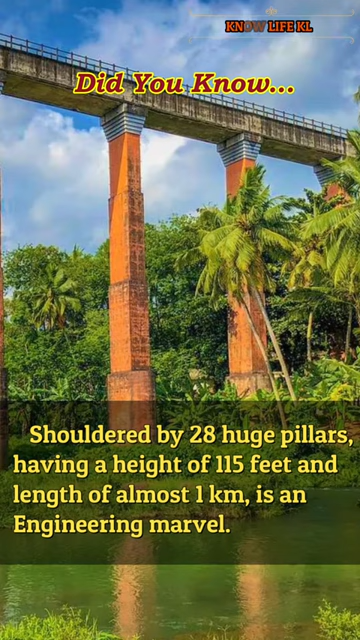 KNOW LIFE KL
Did You Know...
Shouldered by 28 huge pillars,
having a height of 115 feet and
length of almost 1 km, is an
Engineering marvel.